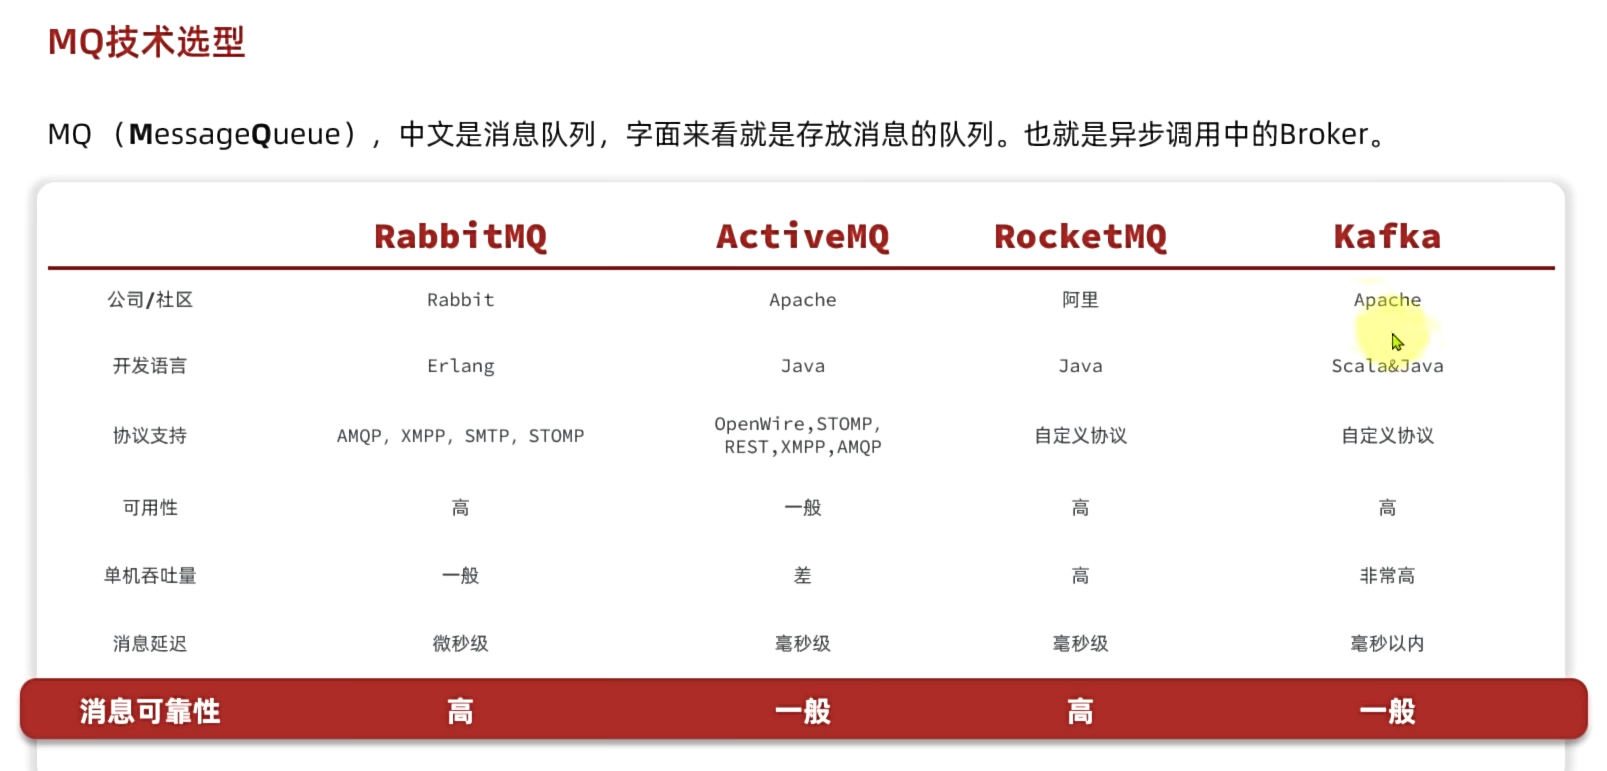 MQ技术选型
MQ （MessageQueue），中文是消息队列，字面来看就是存放消息的队列。也就是异步调用中的Broker。
RabbitMQ ActiveMQ RocketMQ Kafka
公司/社区 Rabbit Apache 阿里 Apache
开发语言 Erlang Java Java Scala&Java
协议支持 AMQP, XMPP, SMTP, STOMP OpenWire,STOMP, REST,XMPP,AMQP 自定义协议 自定义协议
可用性 高 一般 高 高
单机吞吐量 一般 差 高 非常高
消息延迟 微秒级 毫秒级 毫秒级 毫秒以内
消息可靠性 高 一般 高 一般